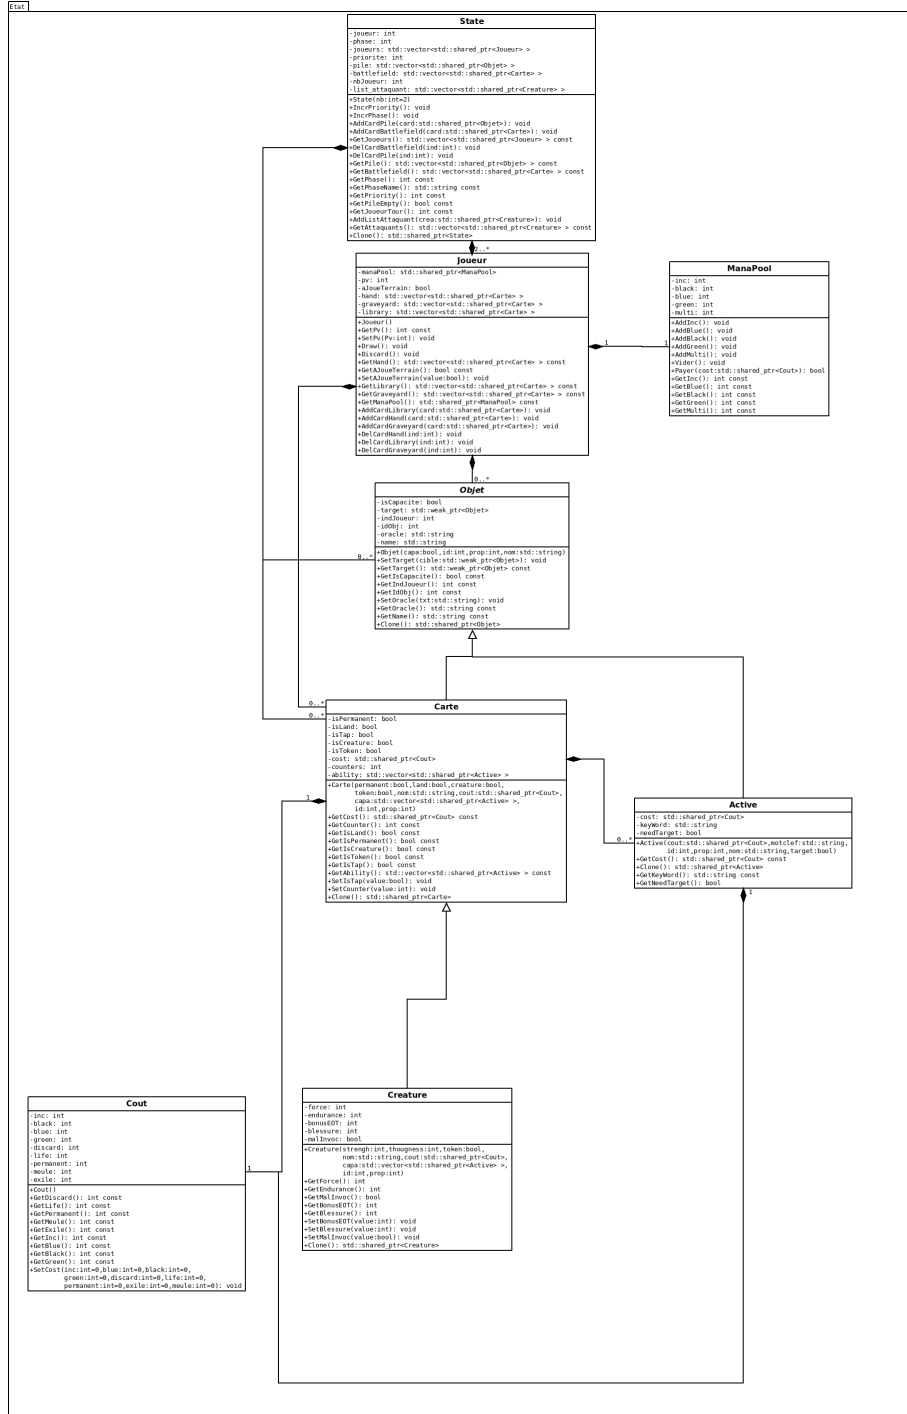 Etat
State
-joueur: int
-phase: int
-joueurs: std::vector<std::shared_ptr<Joueur> >
-priorite: int
-pile: std::vector<std::shared_ptr<Objet> >
-battlefield: std::vector<std::shared_ptr<Carte> >
-nbJoueur: int
-list_attaquant: std::vector<std::shared_ptr<Creature> >
+State(nb:int=2)
+IncrPriority(): void
+IncrPhase(): void
+AddCardPile(card:std::shared_ptr<Objet>): void
+AddCardBattlefield(card:std::shared_ptr<Carte>): void
+GetJoueurs(): std::vector<std::shared_ptr<Joueur> > const
+DelCardBattlefield(ind:int): void
+DelCardPile(ind:int): void
+GetPile(): std::vector<std::shared_ptr<Objet> > const
+GetBattlefield(): std::vector<std::shared_ptr<Carte> > const
+GetPhase(): int const
+GetPhaseName(): std::string const
+GetPriority(): int const
+GetPileEmpty(): bool const
+GetJoueurTour(): int const
+AddListAttaquant(crea:std::shared_ptr<Creature>): void
+GetAttaquants(): std::vector<std::shared_ptr<Creature> > const
+Clone(): std::shared_ptr<State>
2..*
Joueur
-manaPool: std::shared_ptr<ManaPool>
-pv: int
-aJoueTerrain: bool
-hand: std::vector<std::shared_ptr<Carte> >
-graveyard: std::vector<std::shared_ptr<Carte> >
-library: std::vector<std::shared_ptr<Carte> >
+Joueur()
+GetPv(): int const
+SetPv(Pv:int): void
+Draw(): void
+Discard(): void
+GetHand(): std::vector<std::shared_ptr<Carte> > const
+GetAJoueTerrain(): bool const
+SetAJoueTerrain(value:bool): void
+GetLibrary(): std::vector<std::shared_ptr<Carte> > const
+GetGraveyard(): std::vector<std::shared_ptr<Carte> > const
+GetManaPool(): std::shared_ptr<ManaPool> const
+AddCardLibrary(card:std::shared_ptr<Carte>): void
+AddCardHand(card:std::shared_ptr<Carte>): void
+AddCardGraveyard(card:std::shared_ptr<Carte>): void
+DelCardHand(ind:int): void
+DelCardLibrary(ind:int): void
+DelCardGraveyard(ind:int): void
1
1
ManaPool
-inc: int
-black: int
-blue: int
-green: int
-multi: int
+AddInc(): void
+AddBlue(): void
+AddBlack(): void
+AddGreen(): void
+AddMulti(): void
+Vider(): void
+Payer(cost:std::shared_ptr<Cout>): bool
+GetInc(): int const
+GetBlue(): int const
+GetBlack(): int const
+GetGreen(): int const
+GetMulti(): int const
0..*
Objet
-isCapacite: bool
-target: std::weak_ptr<Objet>
-indJoueur: int
-idObj: int
-oracle: std::string
-name: std::string
+Objet(capa:bool,id:int,prop:int,nom:std::string)
+SetTarget(cible:std::weak_ptr<Objet>): void
+GetTarget(): std::weak_ptr<Objet> const
+GetIsCapacite(): bool const
+GetIndJoueur(): int const
+GetIdObj(): int const
+SetOracle(txt:std::string): void
+GetOracle(): std::string const
+GetName(): std::string const
+Clone(): std::shared_ptr<Objet>
0..*
0..*
0..*
Carte
-isPermanent: bool
-isLand: bool
-isTap: bool
-isCreature: bool
-isToken: bool
-cost: std::shared_ptr<Cout>
-counters: int
-ability: std::vector<std::shared_ptr<Active> >
+Carte(permanent:bool,land:bool,creature:bool,
token:bool,nom:std::string,cout:std::shared_ptr<Cout>,
capa:std::vector<std::shared_ptr<Active> >,
id:int,prop:int)
+GetCost(): std::shared_ptr<Cout> const
+GetCounter(): int const
+GetIsLand(): bool const
+GetIsPermanent(): bool const
+GetIsCreature(): bool const
+GetIsToken(): bool const
+GetIsTap(): bool const
+GetAbility(): std::vector<std::shared_ptr<Active> > const
+SetIsTap(value:bool): void
+SetCounter(value:int): void
+Clone(): std::shared_ptr<Carte>
1
0..*
Active
-cost: std::shared_ptr<Cout>
-keyWord: std::string
-needTarget: bool
+Active(cout:std::shared_ptr<Cout>,motclef:std::string,
id:int,prop:int,nom:std::string,target:bool)
+GetCost(): std::shared_ptr<Cout> const
+Clone(): std::shared_ptr<Active>
+GetKeyWord(): std::string const
+GetNeedTarget(): bool
1
Cout
-inc: int
-black: int
-blue: int
-green: int
-discard: int
-life: int
-permanent: int
-meule: int
-exile: int
+Cout()
+GetDiscard(): int const
+GetLife(): int const
+GetPermanent(): int const
+GetMeule(): int const
+GetExile(): int const
+GetInc(): int const
+GetBlue(): int const
+GetBlack(): int const
+GetGreen(): int const
+SetCost(inc:int=0,blue:int=0,black:int=0,
green:int=0,discard:int=0,life:int=0,
permanent:int=0,exile:int=0,meule:int=0): void
1
Creature
-force: int
-endurance: int
-bonusEOT: int
-blessure: int
-malInvoc: bool
+Creature(strengh:int,thougness:int,token:bool,
nom:std::string,cout:std::shared_ptr<Cout>,
capa:std::vector<std::shared_ptr<Active> >,
id:int,prop:int)
+GetForce(): int
+GetEndurance(): int
+GetMalInvoc(): bool
+GetBonusEOT(): int
+GetBlessure(): int
+SetBonusEOT(value:int): void
+SetBlessure(value:int): void
+SetMalInvoc(value:bool): void
+Clone(): std::shared_ptr<Creature>